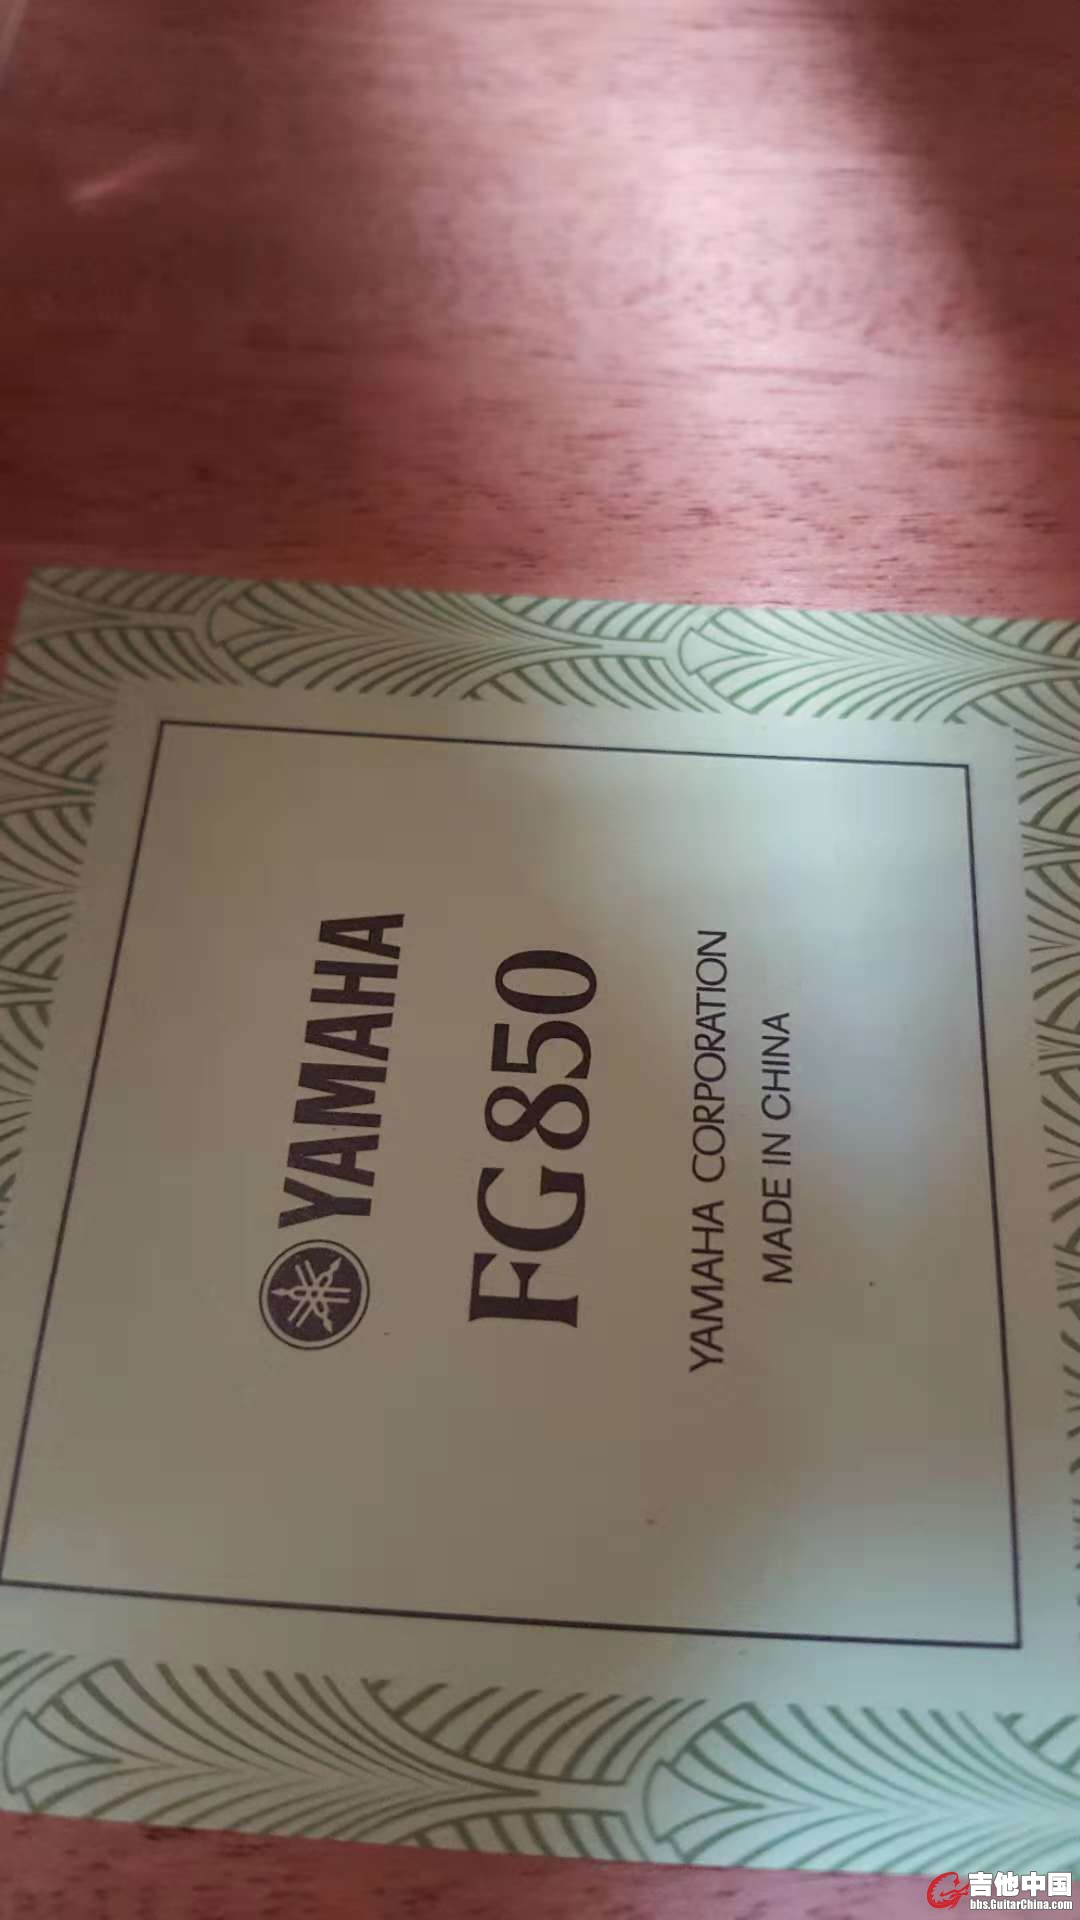 YAMAHA
FG850
YAMAHA CORPORATION
MADE IN CHINA
吉他中国
bbs.GuitarChina.com